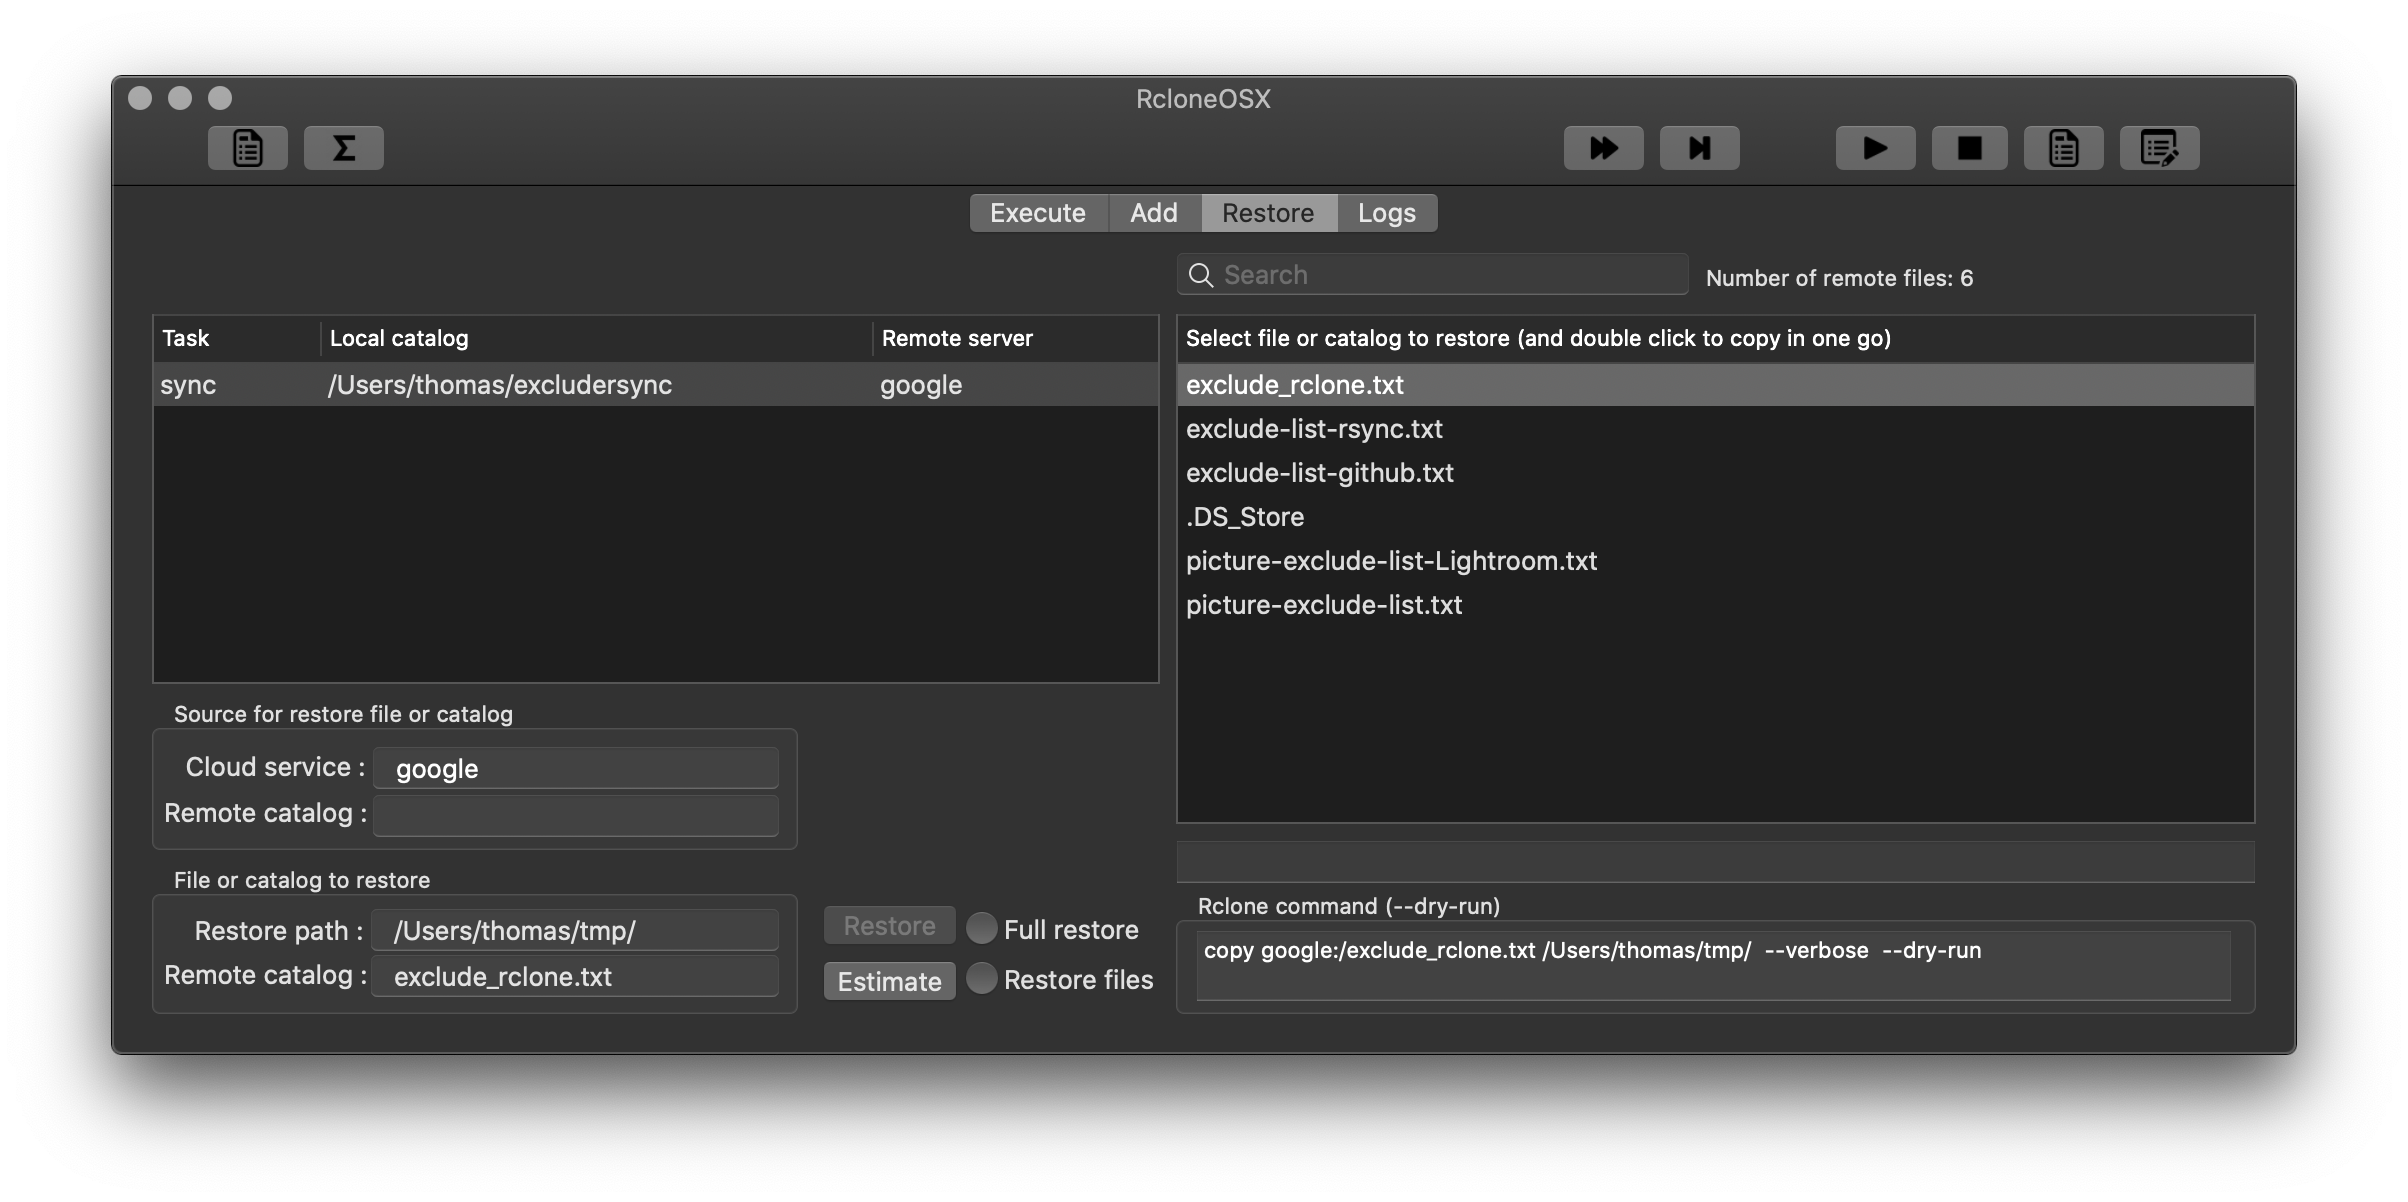 RcloneOSX
Execute Add Restore Logs
Search
Number of remote files: 6
Task Local catalog Remote server
sync /Users/thomas/excludersync google
Select file or catalog to restore (and double click to copy in one go)
exclude_rclone.txt
exclude-list-rsync.txt
exclude-list-github.txt
.DS_Store
picture-exclude-list-Lightroom.txt
picture-exclude-list.txt
Source for restore file or catalog
Cloud service : google
Remote catalog :
File or catalog to restore
Restore path : /Users/thomas/tmp/
Remote catalog : exclude_rclone.txt
Restore Full restore
Estimate Restore files
Rclone command (--dry-run)
copy google:/exclude_rclone.txt /Users/thomas/tmp/  --verbose  --dry-run